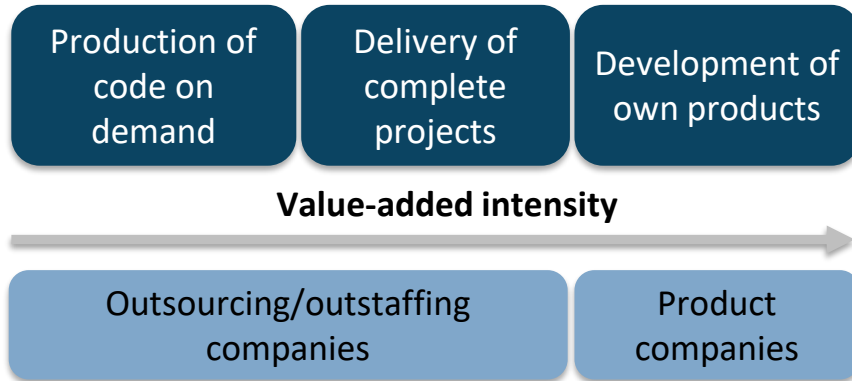 Production of
code on
demand
Delivery of
complete
projects
Development of
own products
Value-added intensity
Outsourcing/outstaffing
companies
Product
companies